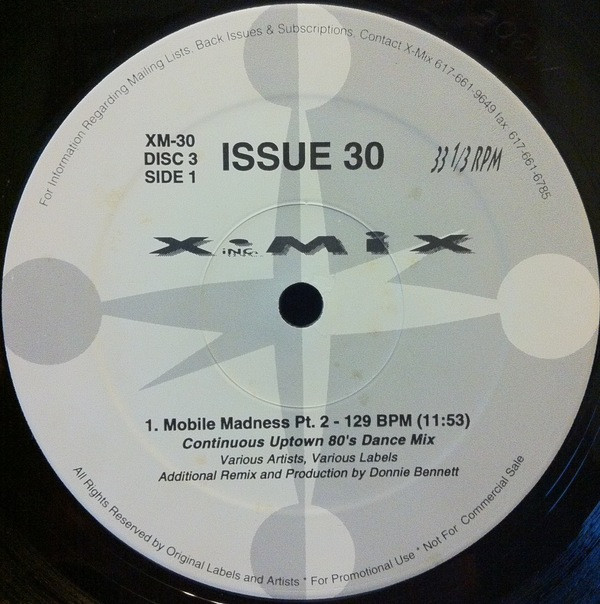 For Information Regarding Mailing Lists. Back Issues & Subscriptions. Contact X-Mix 617-661-9649 fax. 617-661-6785
XM-30
DISC 3
SIDE 1
ISSUE 30
33 1/3 RPM
X-MiX
iNC.
1. Mobile Madness Pt. 2 - 129 BPM (11:53)
Continuous Uptown 80's Dance Mix
Various Artists, Various Labels
Additional Remix and Production by Donnie Bennett
All Rights Reserved by Original Labels and Artists * For Promotional Use * Not For Commercial Sale